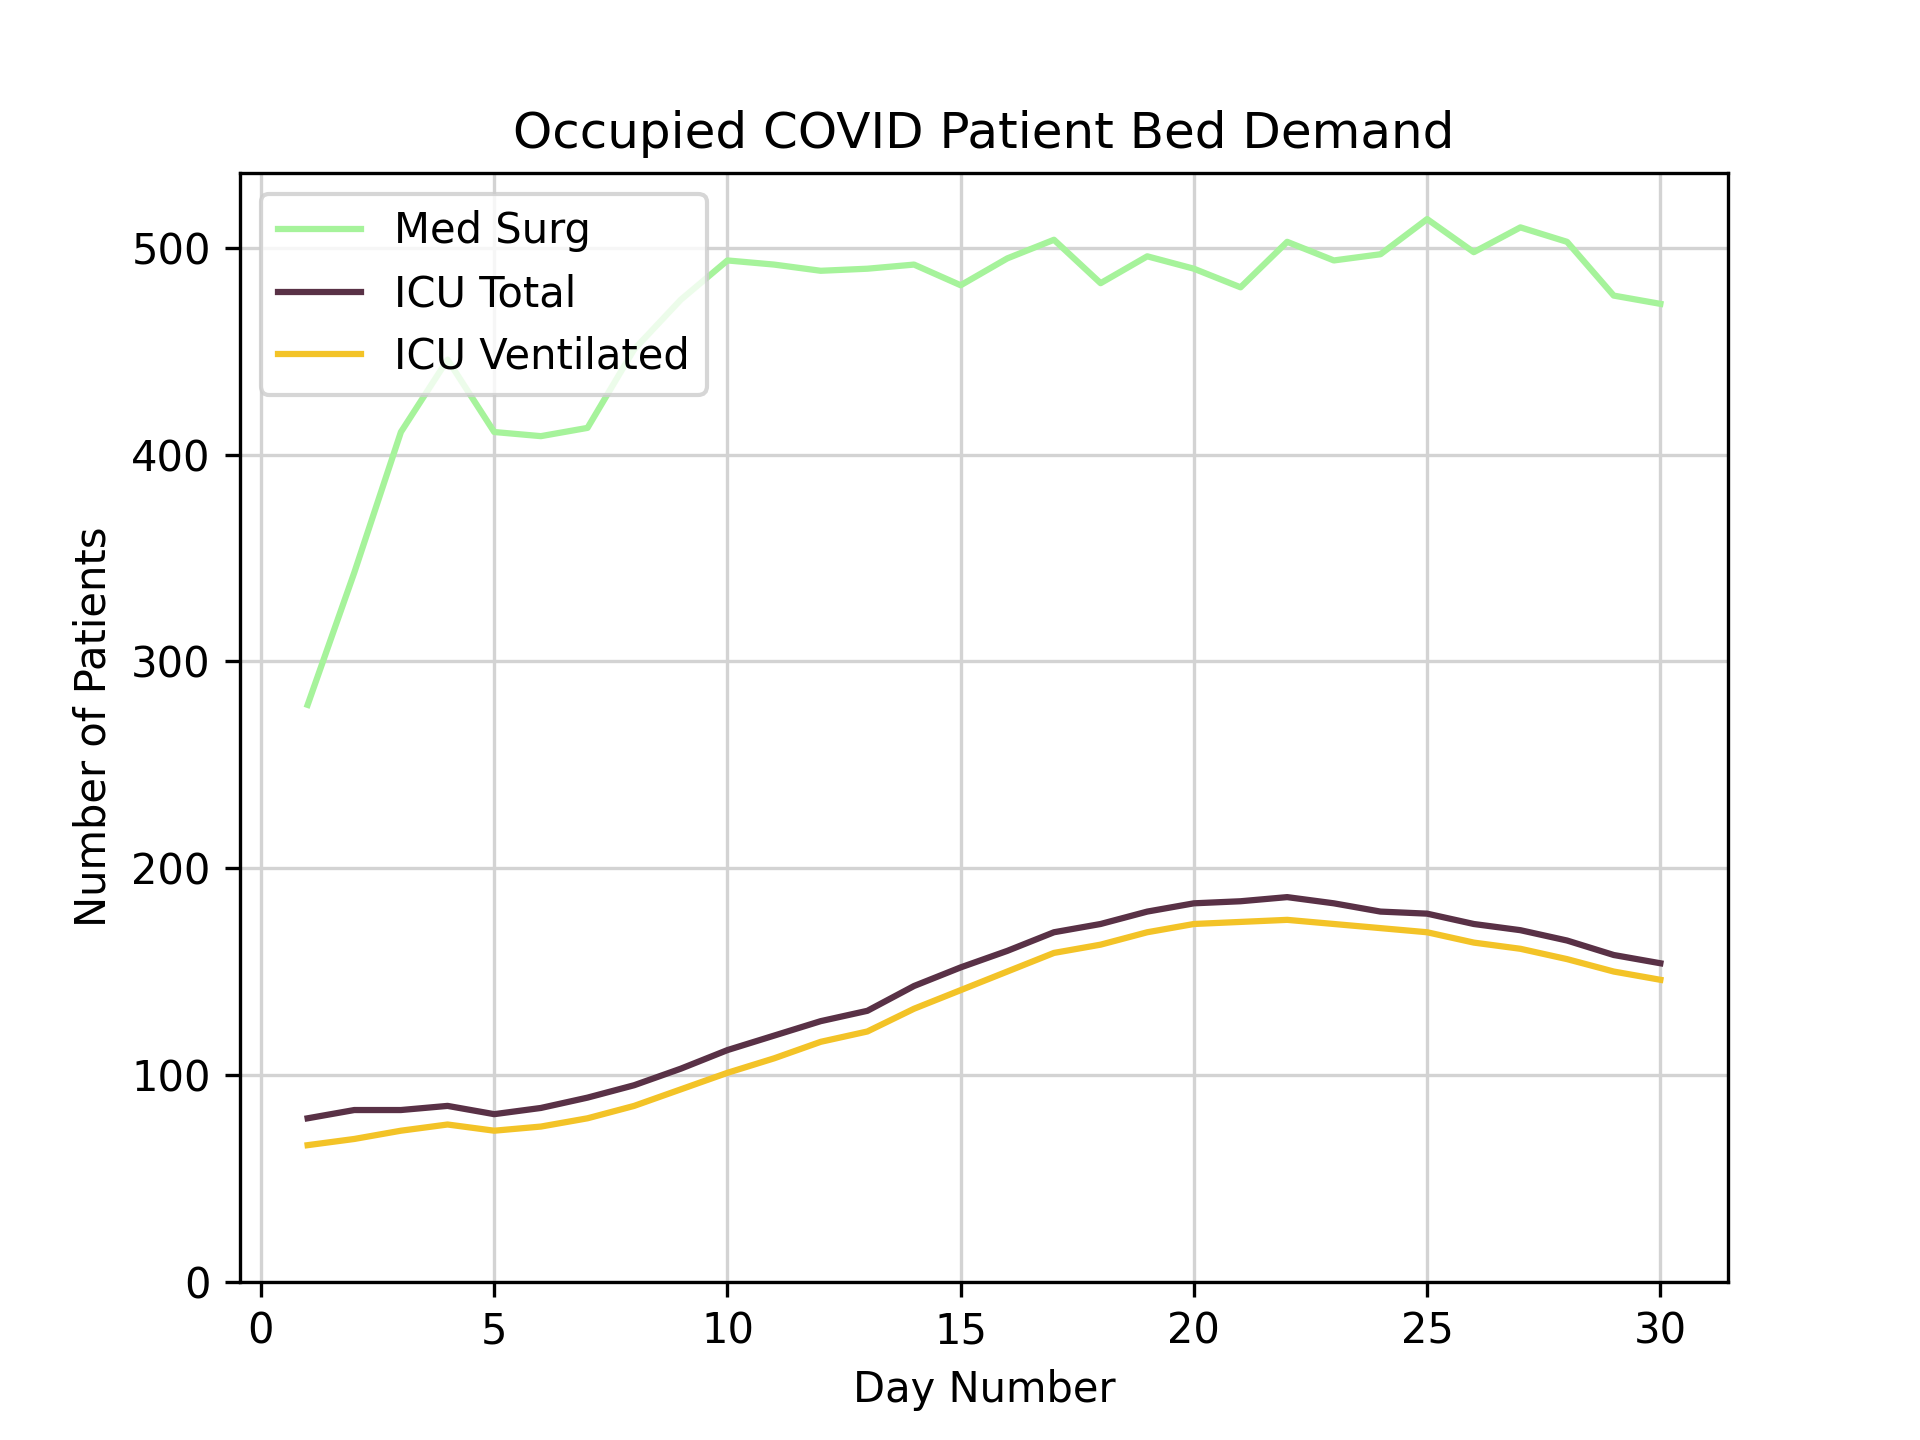 Occupied COVID Patient Bed Demand
Med Surg
ICU Total
ICU Ventilated
Number of Patients
500
400
300
200
100
0
0 5 10 15 20 25 30
Day Number